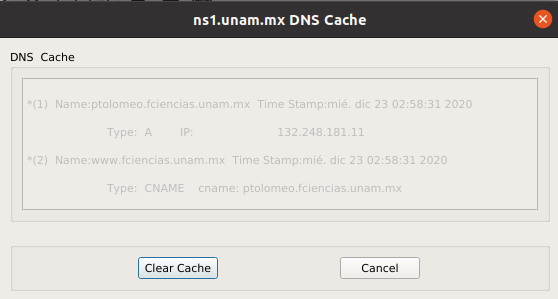 ns1.unam.mx DNS Cache
DNS Cache
*(1) Name:ptolomeo.fciencias.unam.mx Time Stamp:mié. dic 23 02:58:31 2020
Type: A IP: 132.248.181.11
*(2) Name:www.fciencias.unam.mx Time Stamp:mié. dic 23 02:58:31 2020
Type: CNAME cname: ptolomeo.fciencias.unam.mx
Clear Cache Cancel